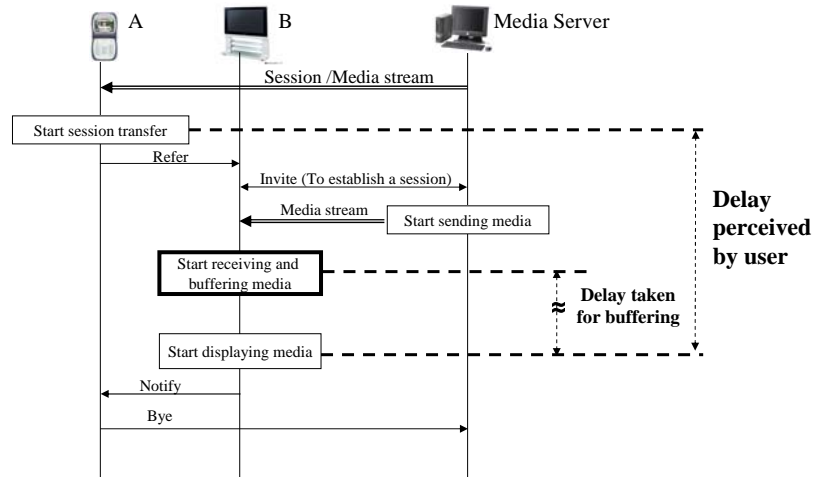 A
B
Media Server
Session /Media stream
Start session transfer
Refer
Invite (To establish a session)
Media stream
Start sending media
Delay
perceived
by user
Start receiving and
buffering media
≈
Delay taken
for buffering
Start displaying media
Notify
Bye